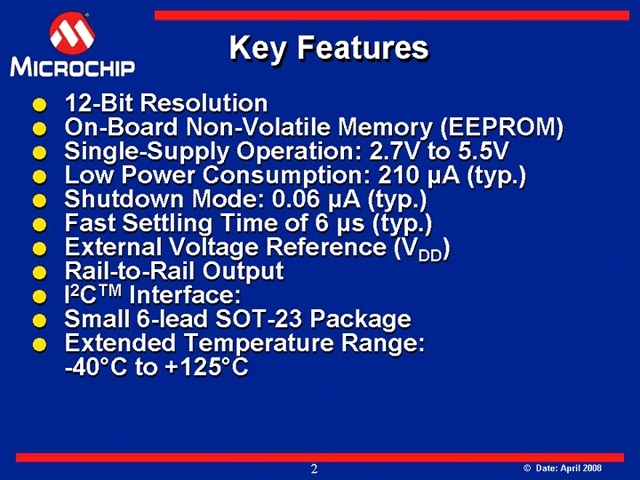 MICROCHIP
Key Features
12-Bit Resolution
On-Board Non-Volatile Memory (EEPROM)
Single-Supply Operation: 2.7V to 5.5V
Low Power Consumption: 210 µA (typ.)
Shutdown Mode: 0.06 µA (typ.)
Fast Settling Time of 6 µs (typ.)
External Voltage Reference (VDD)
Rail-to-Rail Output
I²C™ Interface:
Small 6-lead SOT-23 Package
Extended Temperature Range:
-40°C to +125°C
2
© Date: April 2008